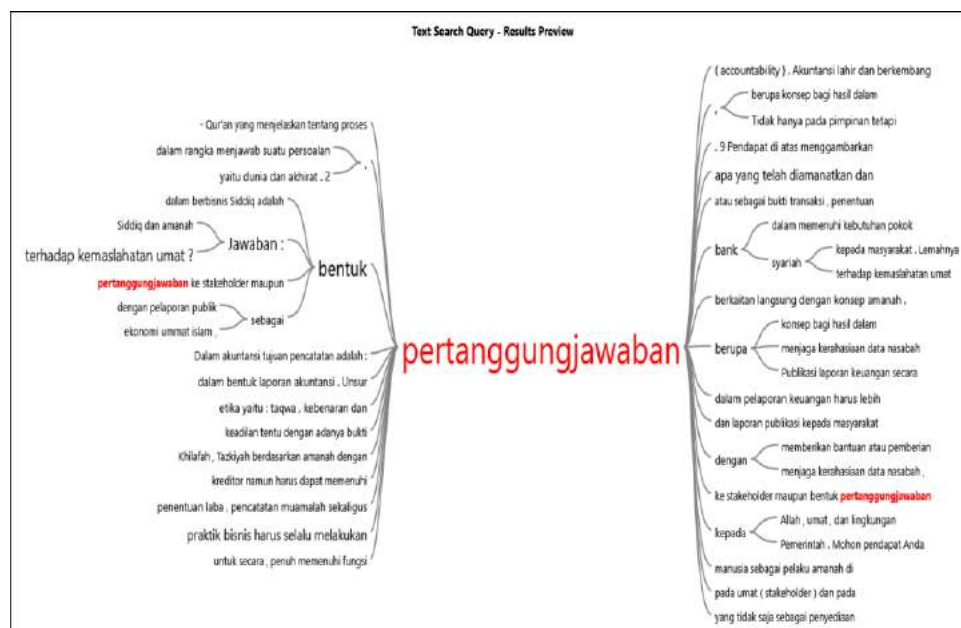 Text Search Query - Results Preview
- Qur'an yang menjelaskan tentang proses
dalam rangka menjawab suatu persoalan
yaitu dunia dan akhirat . 2
,
dalam berbisnis Siddiq adalah
Siddiq dan amanah
terhadap kemaslahatan umat ?
Jawaban :
pertanggungjawaban ke stakeholder maupun
dengan pelaporan publik
ekonomi ummat islam ,
sebagai
bentuk
Dalam akuntansi tujuan pencatatan adalah :
dalam bentuk laporan akuntansi . Unsur
etika yaitu : taqwa , kebenaran dan
keadilan tentu dengan adanya bukti
Khilafah , Tazkiyah berdasarkan amanah dengan
kreditor namun harus dapat memenuhi
penentuan laba , pencatatan muamalah sekaligus
praktik bisnis harus selalu melakukan
untuk secara , penuh memenuhi fungsi
pertanggungjawaban
( accountability ) . Akuntansi lahir dan berkembang
,
berupa konsep bagi hasil dalam
Tidak hanya pada pimpinan tetapi
. 9 Pendapat di atas menggambarkan
apa yang telah diamanatkan dan
atau sebagai bukti transaksi , penentuan
bank
dalam memenuhi kebutuhan pokok
syariah
kepada masyarakat . Lemahnya
terhadap kemaslahatan umat
berkaitan langsung dengan konsep amanah .
berupa
konsep bagi hasil dalam
menjaga kerahasiaan data nasabah
Publikasi laporan keuangan secara
dalam pelaporan keuangan harus lebih
dan laporan publikasi kepada masyarakat
dengan
memberikan bantuan atau pemberian
menjaga kerahasiaan data nasabah ,
ke stakeholder maupun bentuk pertanggungjawaban
kepada
Allah , umat , dan lingkungan
Pemerintah . Mohon pendapat Anda
manusia sebagai pelaku amanah di
pada umat ( stakeholder ) dan pada
yang tidak saja sebagai penyediaan